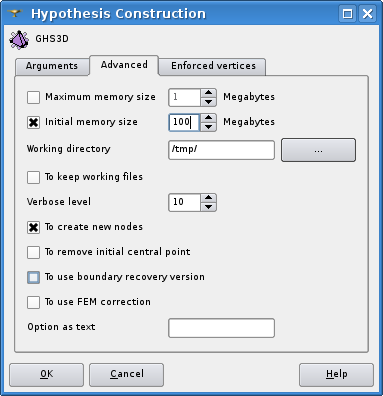 Hypothesis Construction
GHS3D
Arguments Advanced Enforced vertices
Maximum memory size 1 Megabytes
Initial memory size 100 Megabytes
Working directory /tmp/ ...
To keep working files
Verbose level 10
To create new nodes
To remove initial central point
To use boundary recovery version
To use FEM correction
Option as text
OK Cancel Help